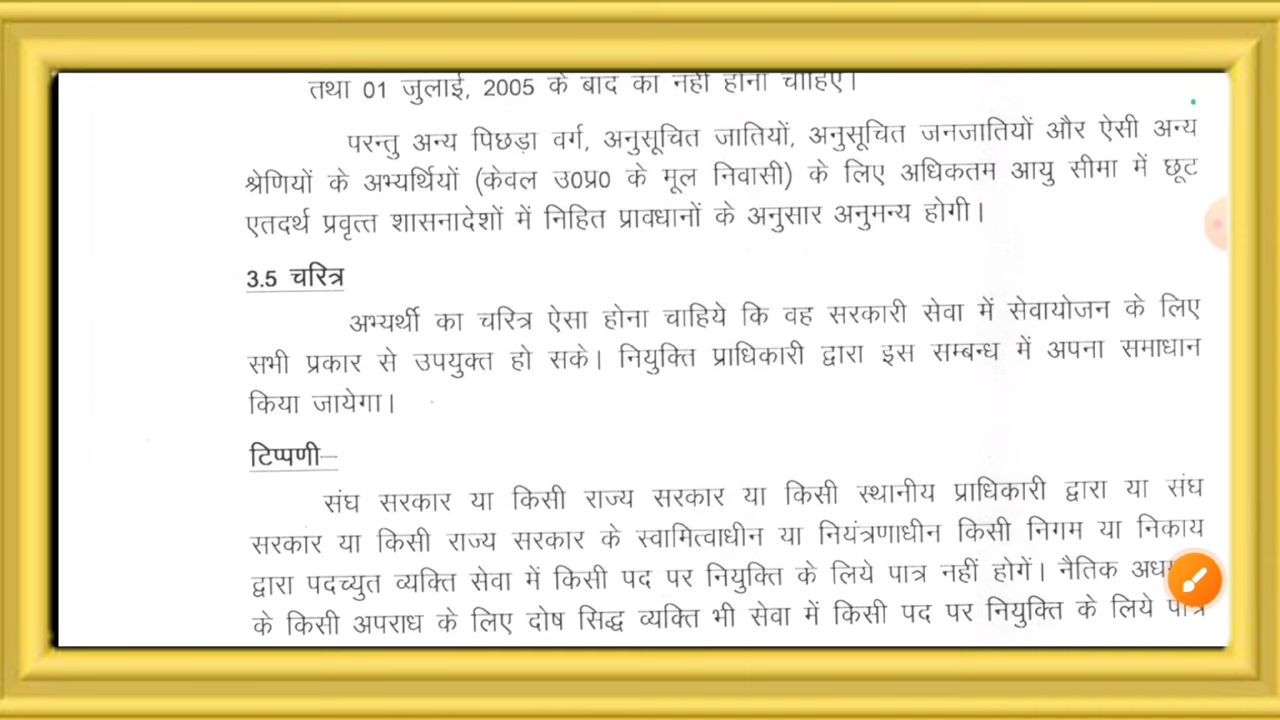 तथा 01 जुलाई, 2005 के बाद का नहीं होना चाहिए।
परन्तु अन्य पिछड़ा वर्ग, अनुसूचित जातियों, अनुसूचित जनजातियों और ऐसी अन्य
श्रेणियों के अभ्यर्थियों (केवल उ0प्र0 के मूल निवासी) के लिए अधिकतम आयु सीमा में छूट
एतदर्थ प्रवृत्त शासनादेशों में निहित प्रावधानों के अनुसार अनुमन्य होगी।
3.5 चरित्र
अभ्यर्थी का चरित्र ऐसा होना चाहिये कि वह सरकारी सेवा में सेवायोजन के लिए
सभी प्रकार से उपयुक्त हो सके। नियुक्ति प्राधिकारी द्वारा इस सम्बन्ध में अपना समाधान
किया जायेगा।
टिप्पणी—
संघ सरकार या किसी राज्य सरकार या किसी स्थानीय प्राधिकारी द्वारा या संघ
सरकार या किसी राज्य सरकार के स्वामित्वाधीन या नियंत्रणाधीन किसी निगम या निकाय
द्वारा पदच्युत व्यक्ति सेवा में किसी पद पर नियुक्ति के लिये पात्र नहीं होगें। नैतिक
के किसी अपराध के लिए दोष सिद्ध व्यक्ति भी सेवा में किसी पद पर नियुक्ति के लिये पात्र